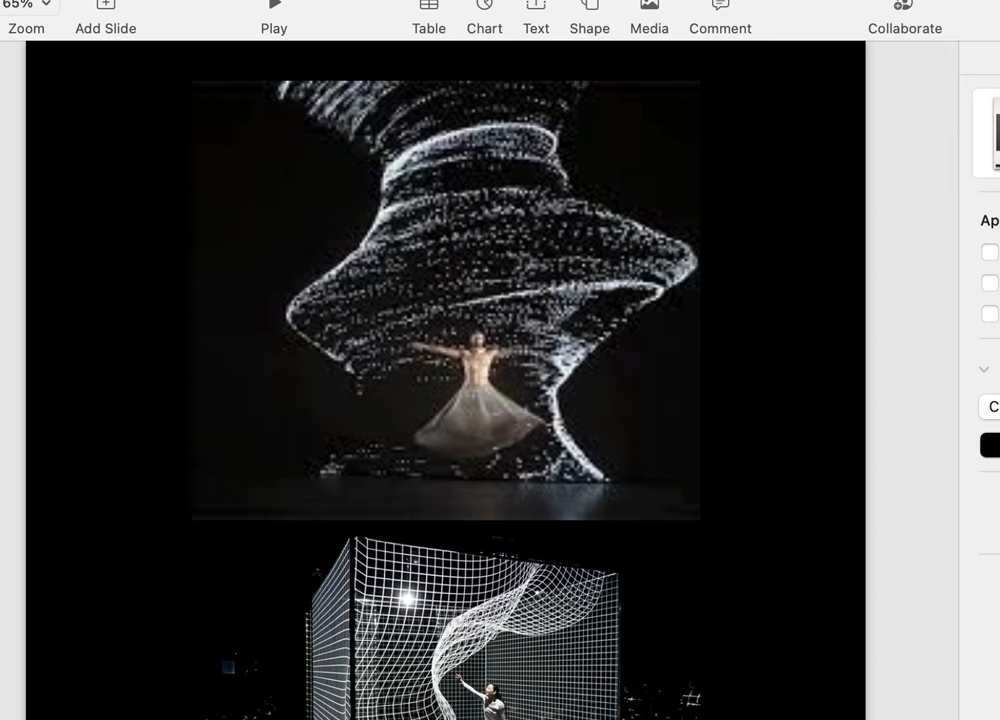 65%
Zoom
Add Slide
Play
Table
Chart
Text
Shape
Media
Comment
Collaborate
Ap
C